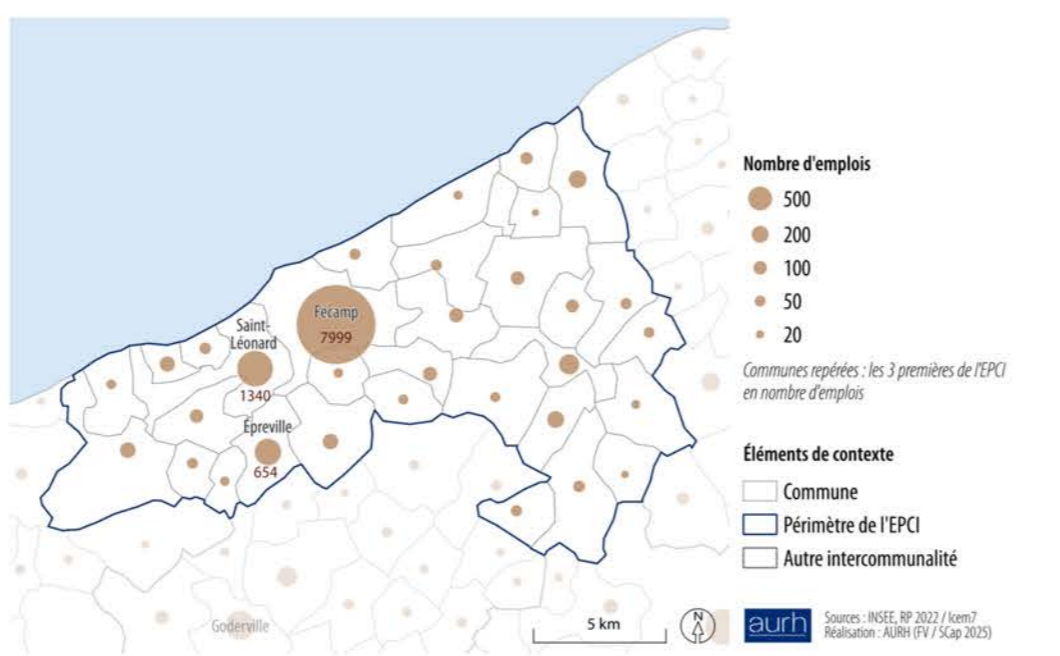 Saint-
Léonard
1340
Fécamp
7999
Épreville
654
Goderville
5 km
N
Nombre d'emplois
500
200
100
50
20
Communes repérées : les 3 premières de l'EPCI
en nombre d'emplois
Éléments de contexte
Commune
Périmètre de l'EPCI
Autre intercommunalité
aurh
Sources : INSEE, RP 2022 / Icem7
Réalisation : AURH (FV / SCap 2025)